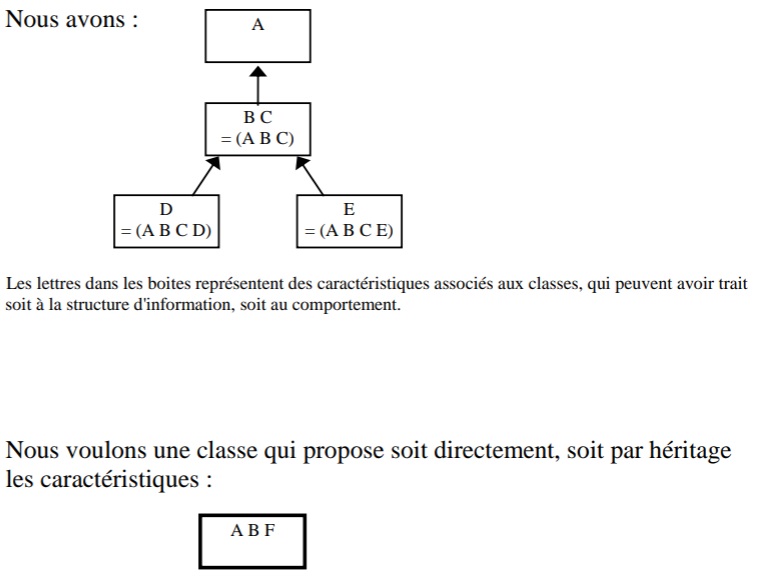 Nous avons :
A
B C
= (A B C)
D
= (A B C D)
E
= (A B C E)
Les lettres dans les boites représentent des caractéristiques associés aux classes, qui peuvent avoir trait
soit à la structure d'information, soit au comportement.
Nous voulons une classe qui propose soit directement, soit par héritage
les caractéristiques :
A B F